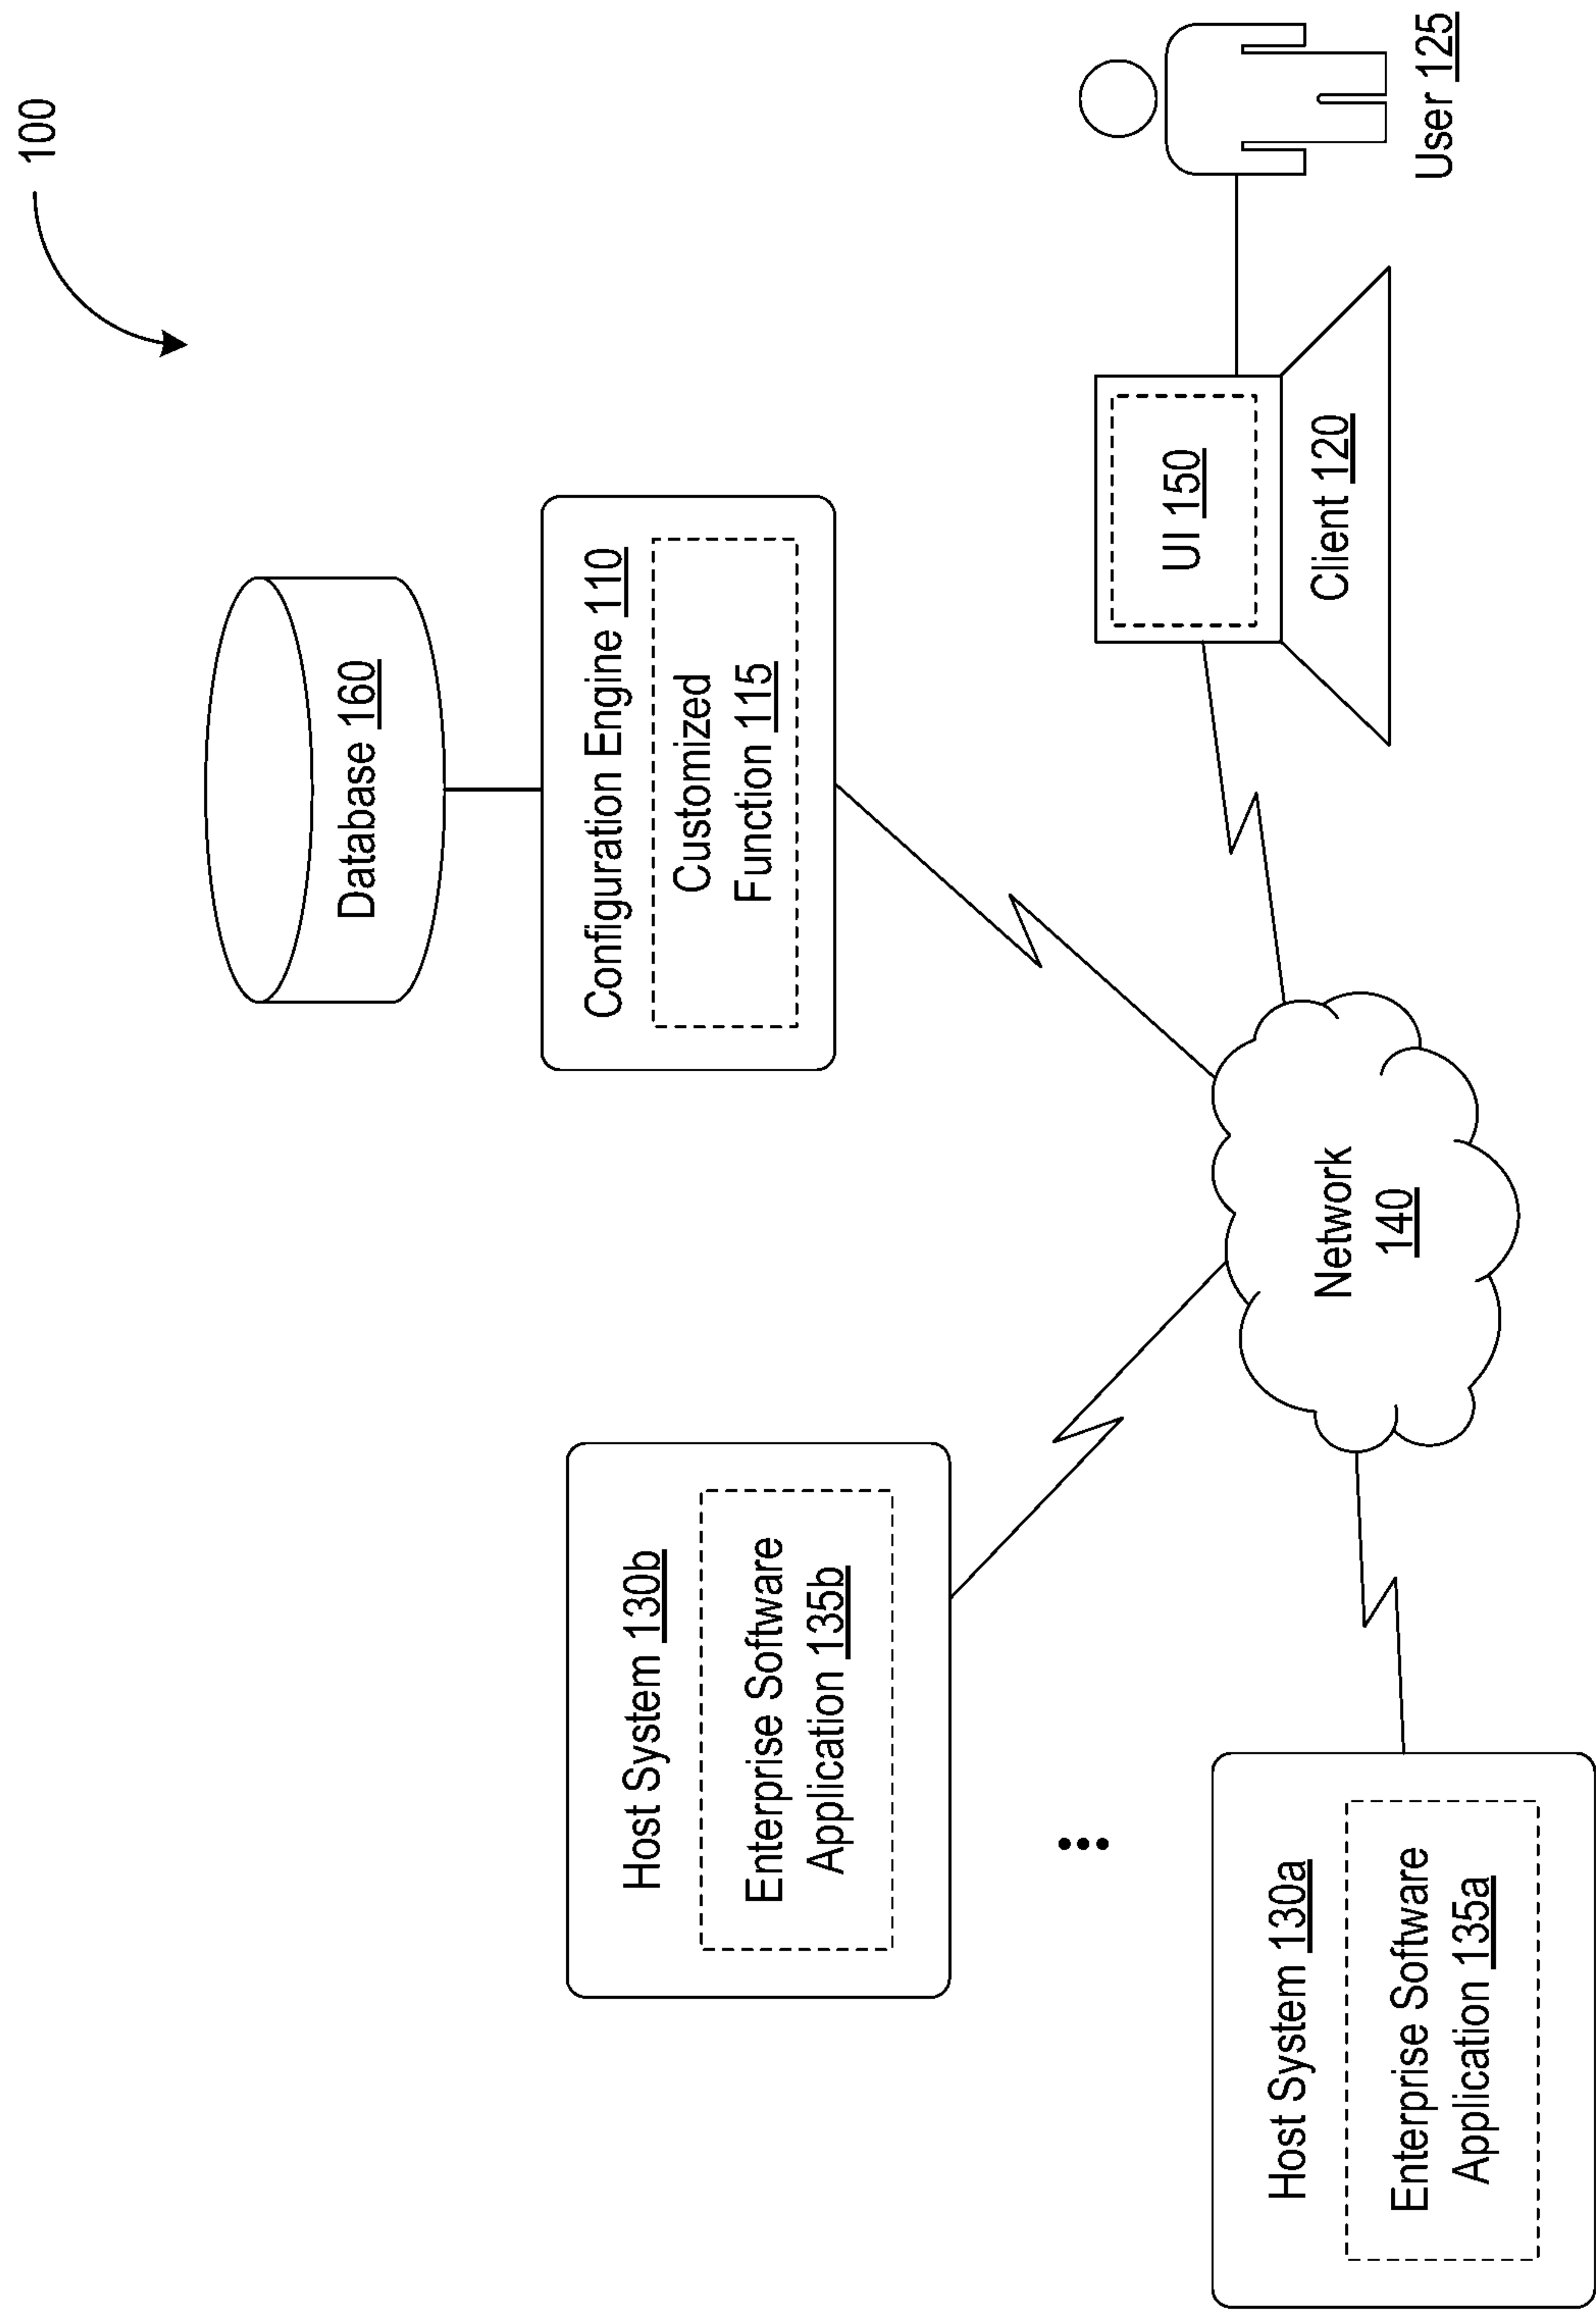 100
Database 160
Configuration Engine 110
Customized
Function 115
Host System 130b
Enterprise Software
Application 135b
UI 150
Client 120
User 125
Network
140
Host System 130a
Enterprise Software
Application 135a